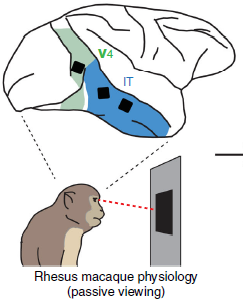 V4
IT
Rhesus macaque physiology
(passive viewing)